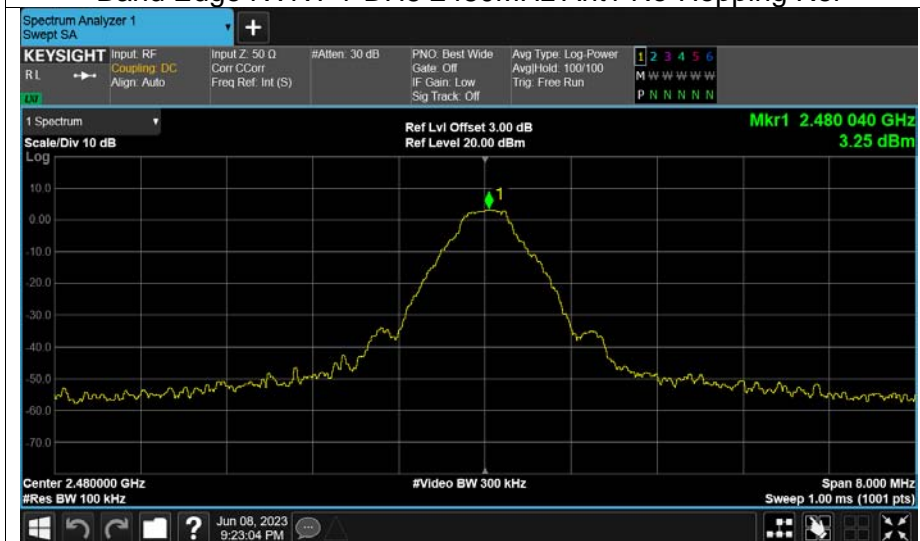 Spectrum Analyzer 1
Swept SA
+
KEYSIGHT
R L
LXI
Input: RF
Coupling: DC
Align: Auto
Input Z: 50 Ω
Corr CCorr
Freq Ref: Int (S)
#Atten: 30 dB
PNO: Best Wide
Gate: Off
IF Gain: Low
Sig Track: Off
Avg Type: Log-Power
Avg|Hold: 100/100
Trig: Free Run
1 2 3 4 5 6
M W W W W W
P N N N N N
1 Spectrum
Scale/Div 10 dB
Ref Lvl Offset 3.00 dB
Ref Level 20.00 dBm
Mkr1 2.480 040 GHz
3.25 dBm
Log
10.0
0.00
-10.0
-20.0
-30.0
-40.0
-50.0
-60.0
-70.0
1
Center 2.480000 GHz
#Res BW 100 kHz
#Video BW 300 kHz
Span 8.000 MHz
Sweep 1.00 ms (1001 pts)
?
Jun 08, 2023
9:23:04 PM